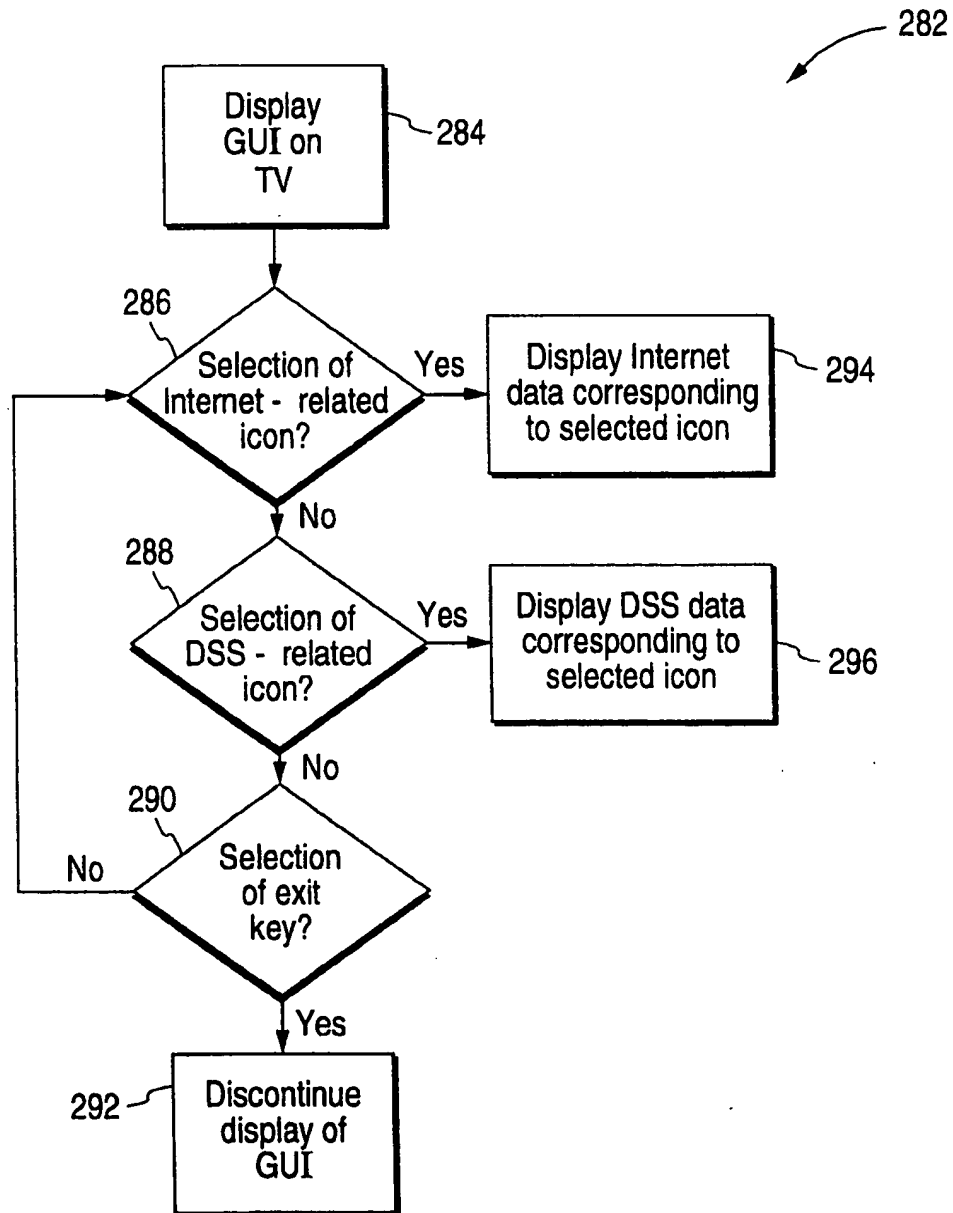 282
Display
GUI on
TV
284
286
Selection of
Internet - related
icon?
Yes
Display Internet
data corresponding
to selected icon
294
No
288
Selection of
DSS - related
icon?
Yes
Display DSS data
corresponding to
selected icon
296
No
290
Selection
of exit
key?
No
Yes
292
Discontinue
display of
GUI